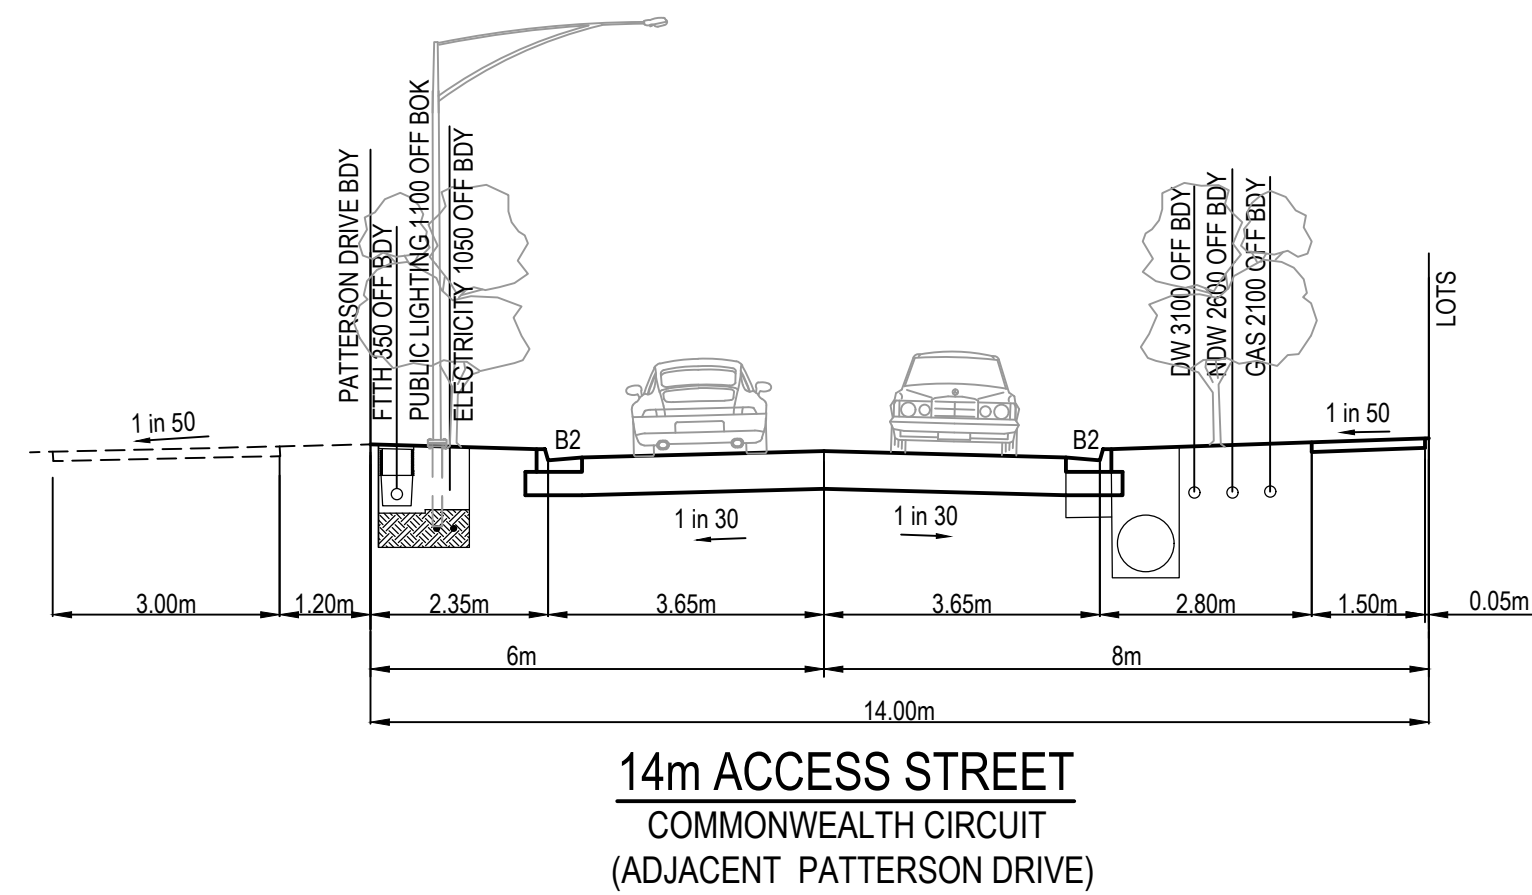 PATTERSON DRIVE BDY
FTTH 350 OFF BDY
PUBLIC LIGHTING 1100 OFF BOK
ELECTRICITY 1050 OFF BDY
DW 3100 OFF BDY
NDW 2600 OFF BDY
GAS 2100 OFF BDY
LOTS
1 in 50
B2
B2
1 in 50
1 in 30
1 in 30
3.00m
1.20m
2.35m
3.65m
3.65m
2.80m
1.50m
0.05m
6m
8m
14.00m
14m ACCESS STREET
COMMONWEALTH CIRCUIT
(ADJACENT PATTERSON DRIVE)